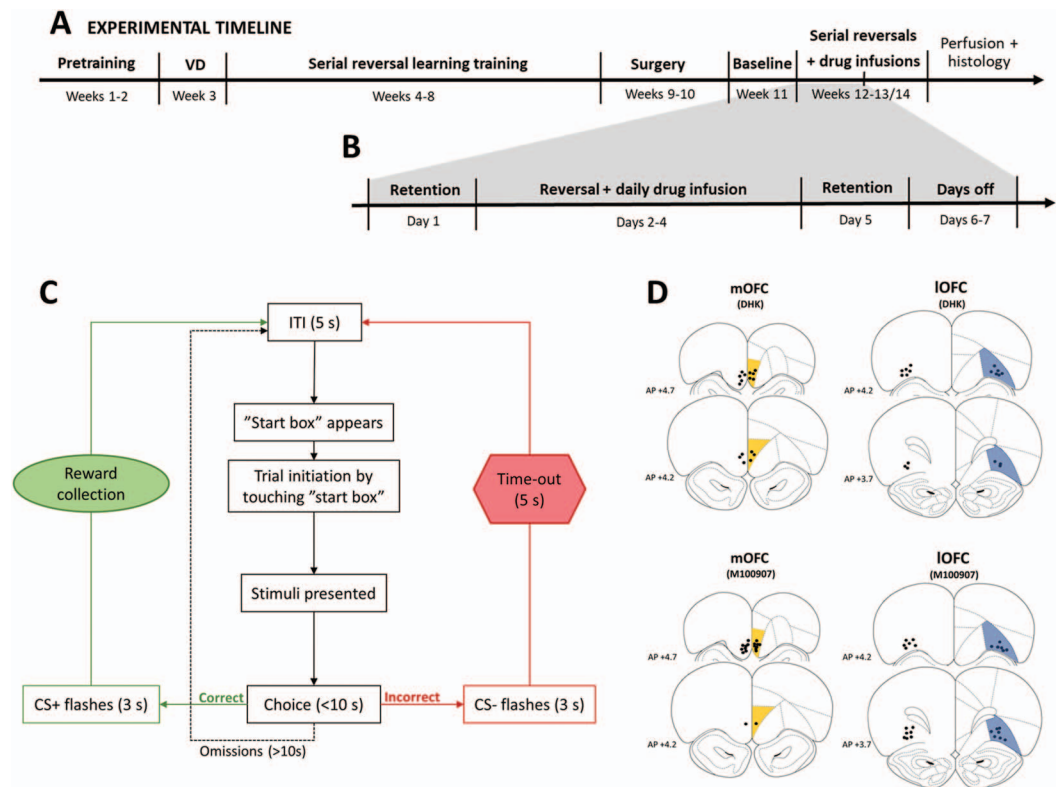 A EXPERIMENTAL TIMELINE
Pretraining
VD
Serial reversal learning training
Surgery
Baseline
Serial reversals
+ drug infusions
Perfusion +
histology
Weeks 1-2
Week 3
Weeks 4-8
Weeks 9-10
Week 11
Weeks 12-13/14
B
Retention
Reversal + daily drug infusion
Retention
Days off
Day 1
Days 2-4
Day 5
Days 6-7
C
ITI (5 s)
”Start box” appears
Trial initiation by
touching ”start box”
Stimuli presented
Choice (<10 s)
Correct
Incorrect
CS+ flashes (3 s)
CS- flashes (3 s)
Omissions (>10s)
Reward
collection
Time-out
(5 s)
D
mOFC
(DHK)
AP +4.7
AP +4.2
lOFC
(DHK)
AP +4.2
AP +3.7
mOFC
(M100907)
AP +4.7
AP +4.2
lOFC
(M100907)
AP +4.2
AP +3.7